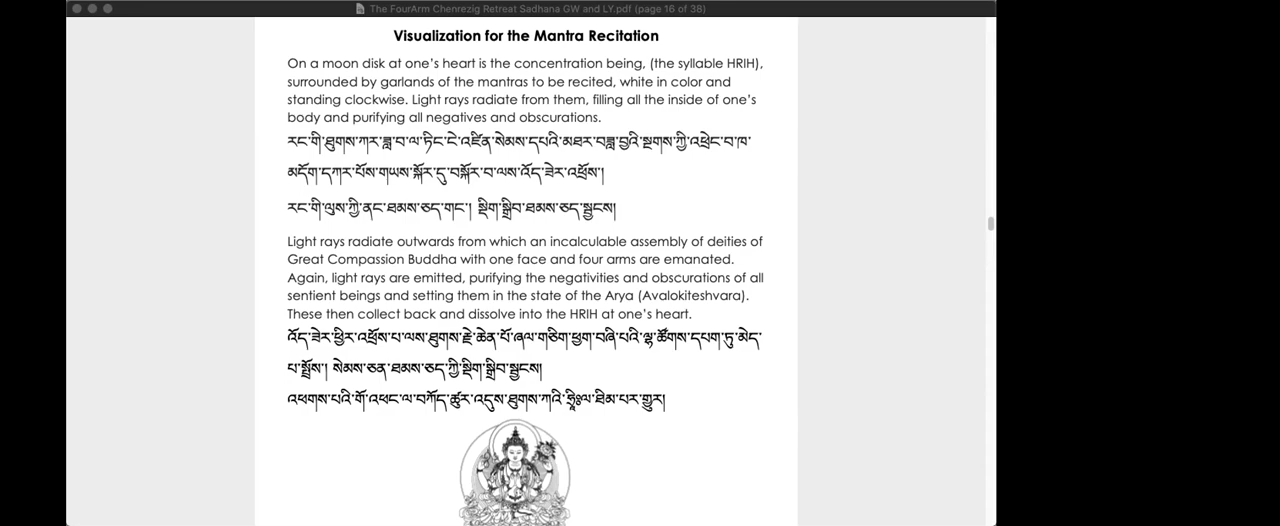 The FourArm Chenrezig Retreat Sadhana GW and LY.pdf (page 16 of 38)
Visualization for the Mantra Recitation
On a moon disk at one's heart is the concentration being, (the syllable HRIH),
surrounded by garlands of the mantras to be recited, white in color and
standing clockwise. Light rays radiate from them, filling all the inside of one's
body and purifying all negatives and obscurations.
རང་གི་ཐུགས་ཀར་ཟླ་བ་ལ་ཏིང་ངེ་འཛིན་སེམས་དཔའི་མཐར་བཟླ་བྱའི་སྔགས་ཀྱི་འཕྲེང་བ་ཁ་
མདོག་དཀར་པོས་གཡས་སྐོར་དུ་བསྐོར་བ་ལས་འོད་ཟེར་འཕྲོས་།
རང་གི་ལུས་ཀྱི་ནང་ཐམས་ཅད་གང་། སྡིག་སྒྲིབ་ཐམས་ཅད་སྦྱངས།
Light rays radiate outwards from which an incalculable assembly of deities of
Great Compassion Buddha with one face and four arms are emanated.
Again, light rays are emitted, purifying the negativities and obscurations of all
sentient beings and setting them in the state of the Arya (Avalokiteshvara).
These then collect back and dissolve into the HRIH at one's heart.
འོད་ཟེར་ཕྱིར་འཕྲོས་པ་ལས་ཐུགས་རྗེ་ཆེན་པོ་ཞལ་གཅིག་ཕྱག་བཞི་པའི་ལྷ་ཚོགས་དཔག་ཏུ་མེད་
པ་སྤྲོས་། སེམས་ཅན་ཐམས་ཅད་ཀྱི་སྡིག་སྒྲིབ་སྦྱངས།
འཕགས་པའི་གོ་འཕང་ལ་བཀོད་ཚུར་འདུས་ཐུགས་ཀའི་ཧྲཱིཿལ་ཐིམ་པར་གྱུར།